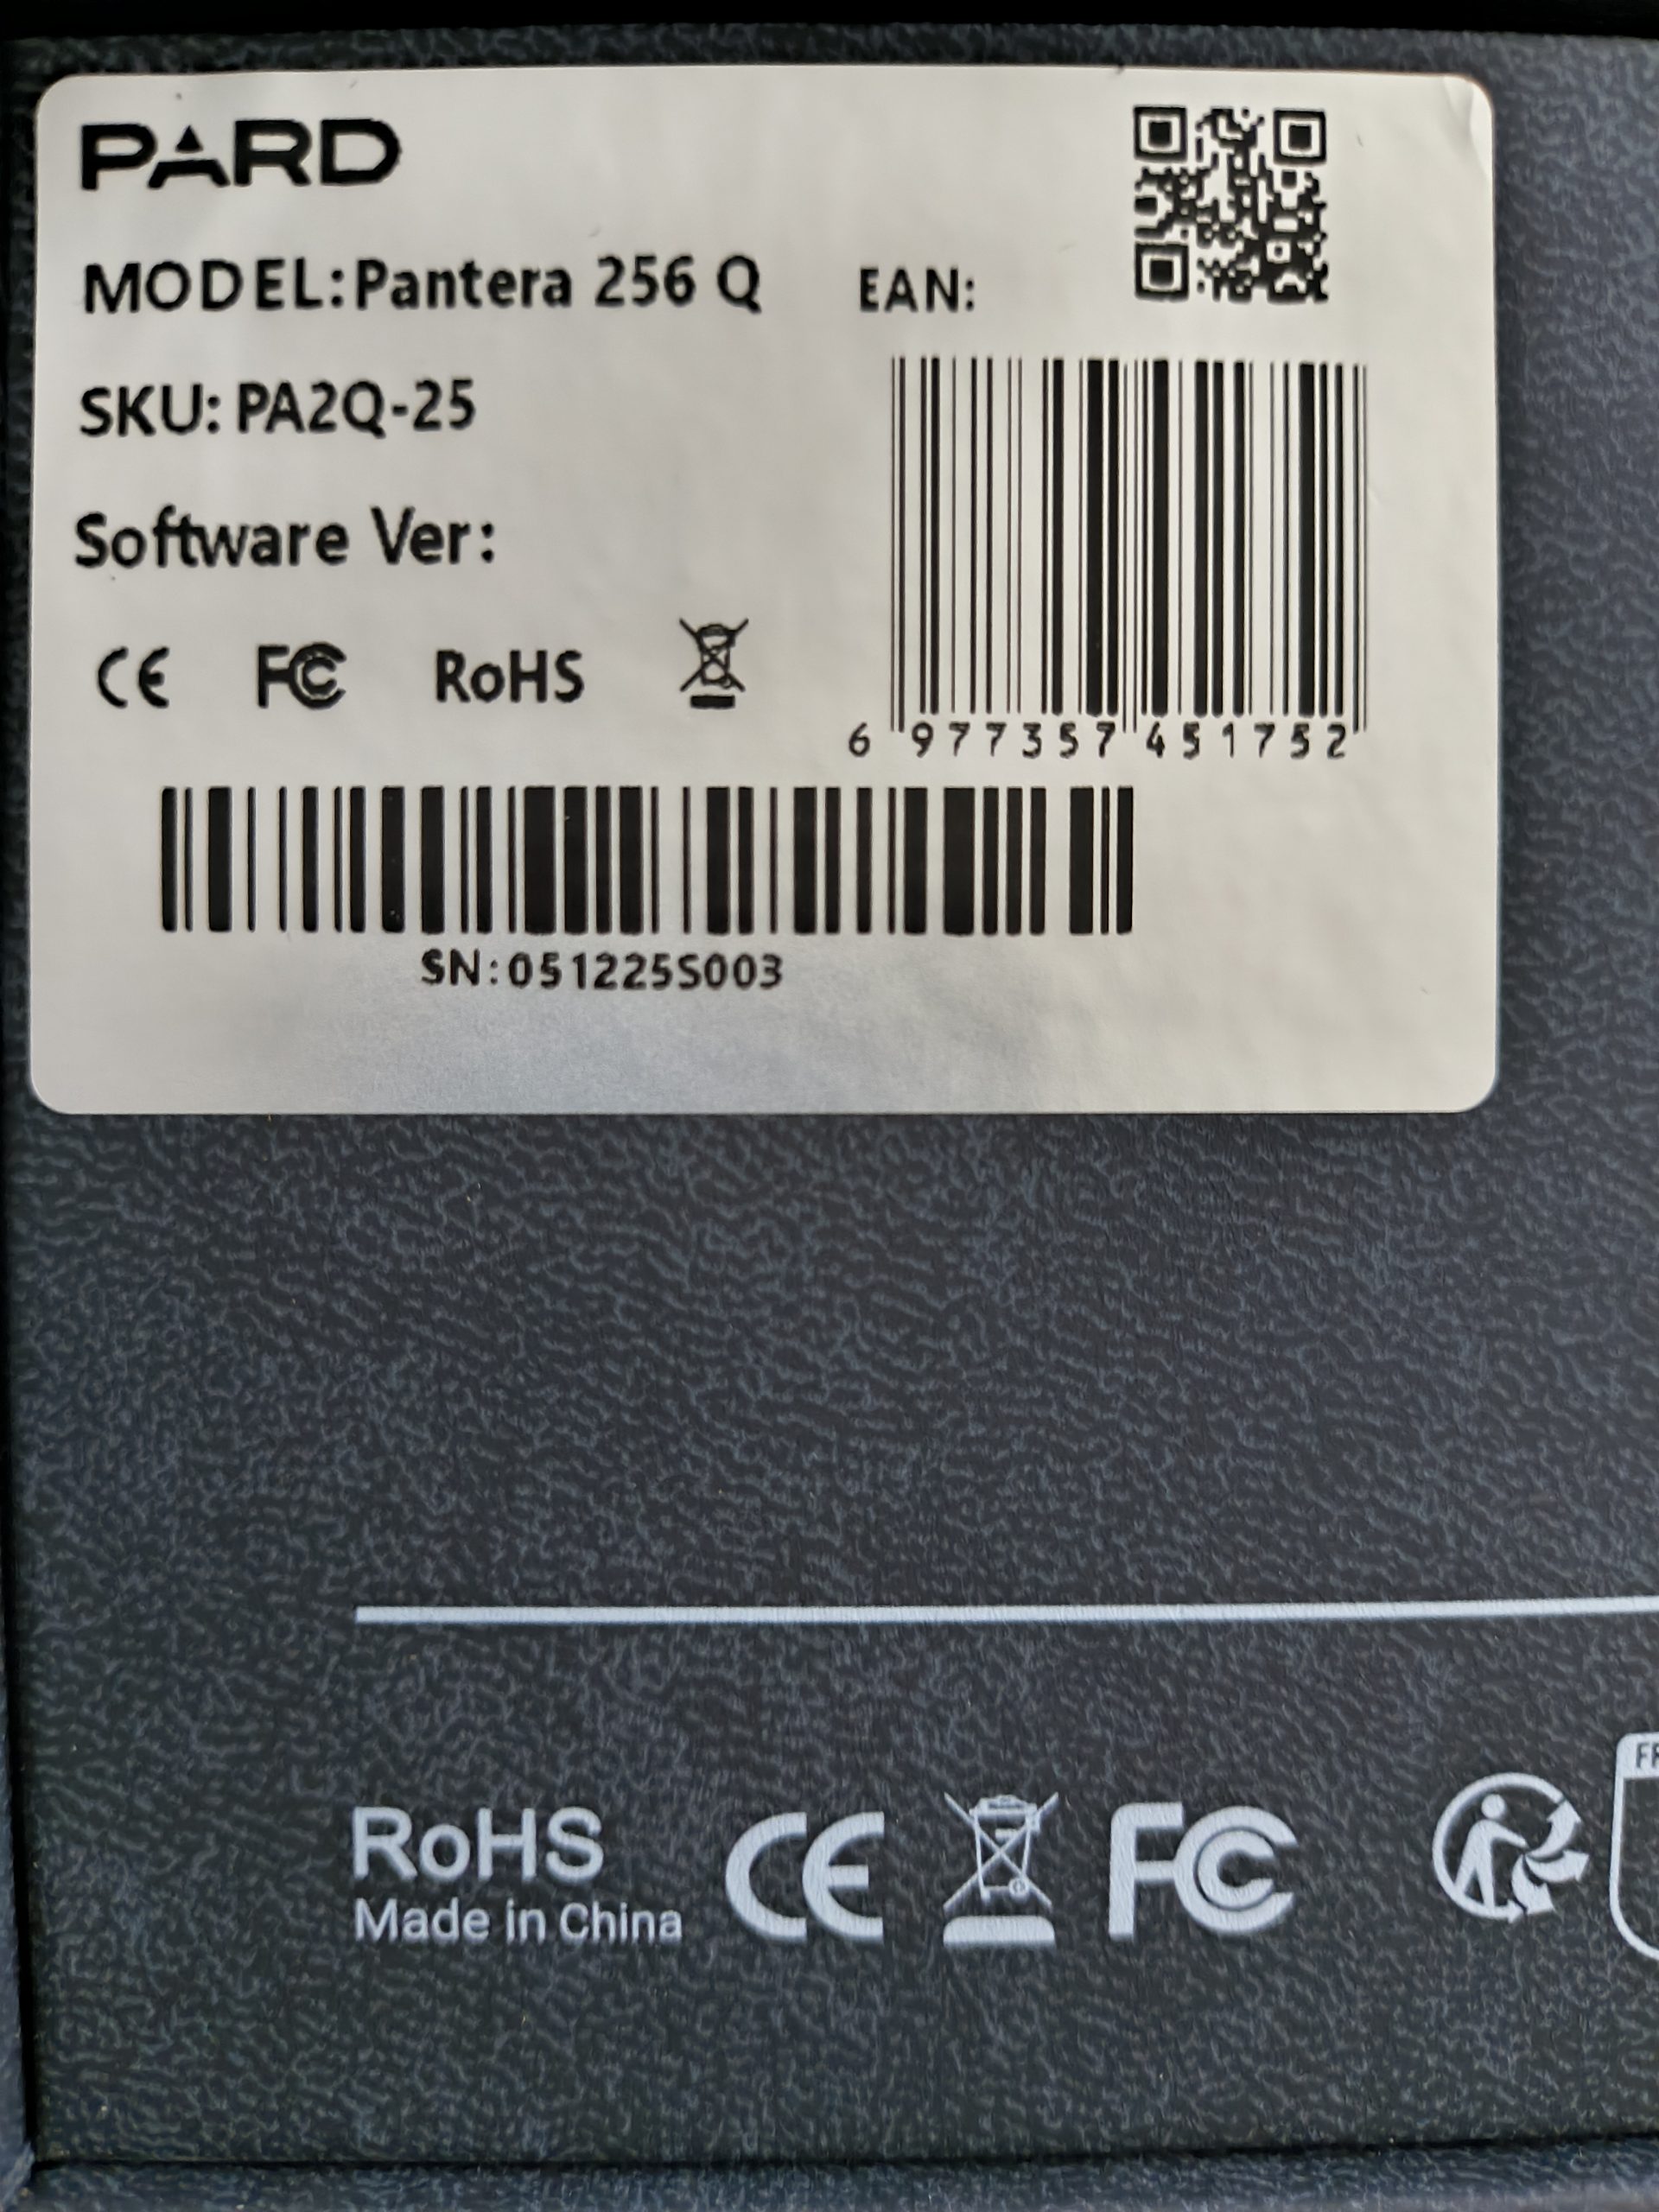 PARD
MODEL:Pantera 256 Q
EAN:
SKU: PA2Q-25
Software Ver:
CE FC RoHS
6 977357 451752
SN:051225S003
RoHS
Made in China
CE FC
FR